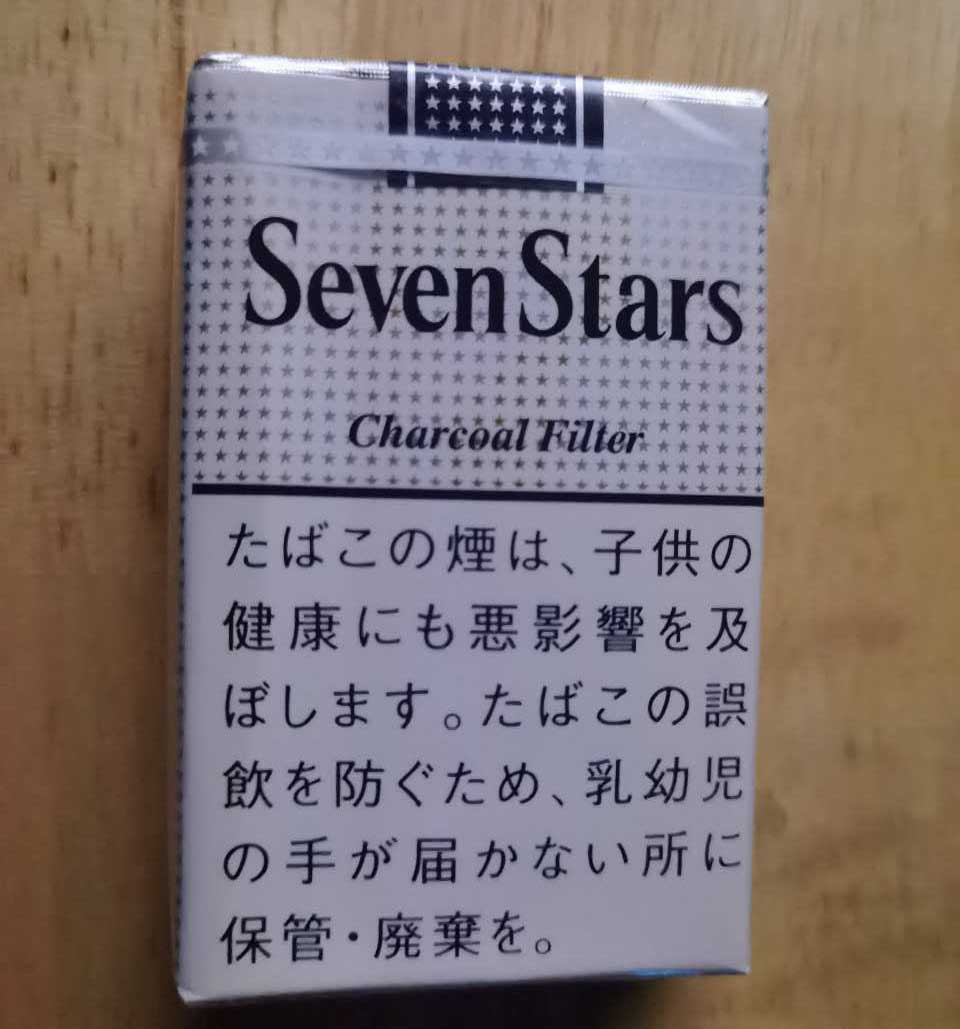 Seven Stars
Charcoal Filter
たばこの煙は、子供の
健康にも悪影響を及
ぼします。たばこの誤
飲を防ぐため、乳幼児
の手が届かない所に
保管・廃棄を。